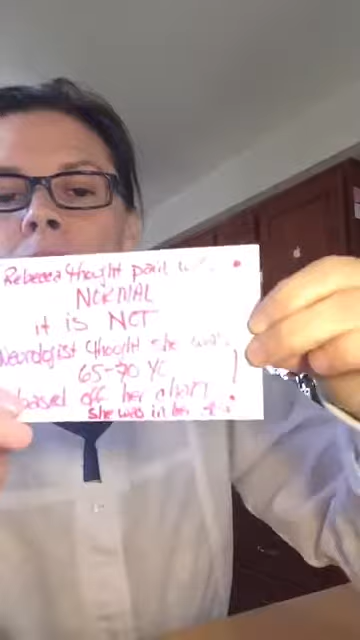 Rebecca thought pain
NORMAL
it is NOT
Neurologist thought she was
65-70 YO
based off her chart
she was in her